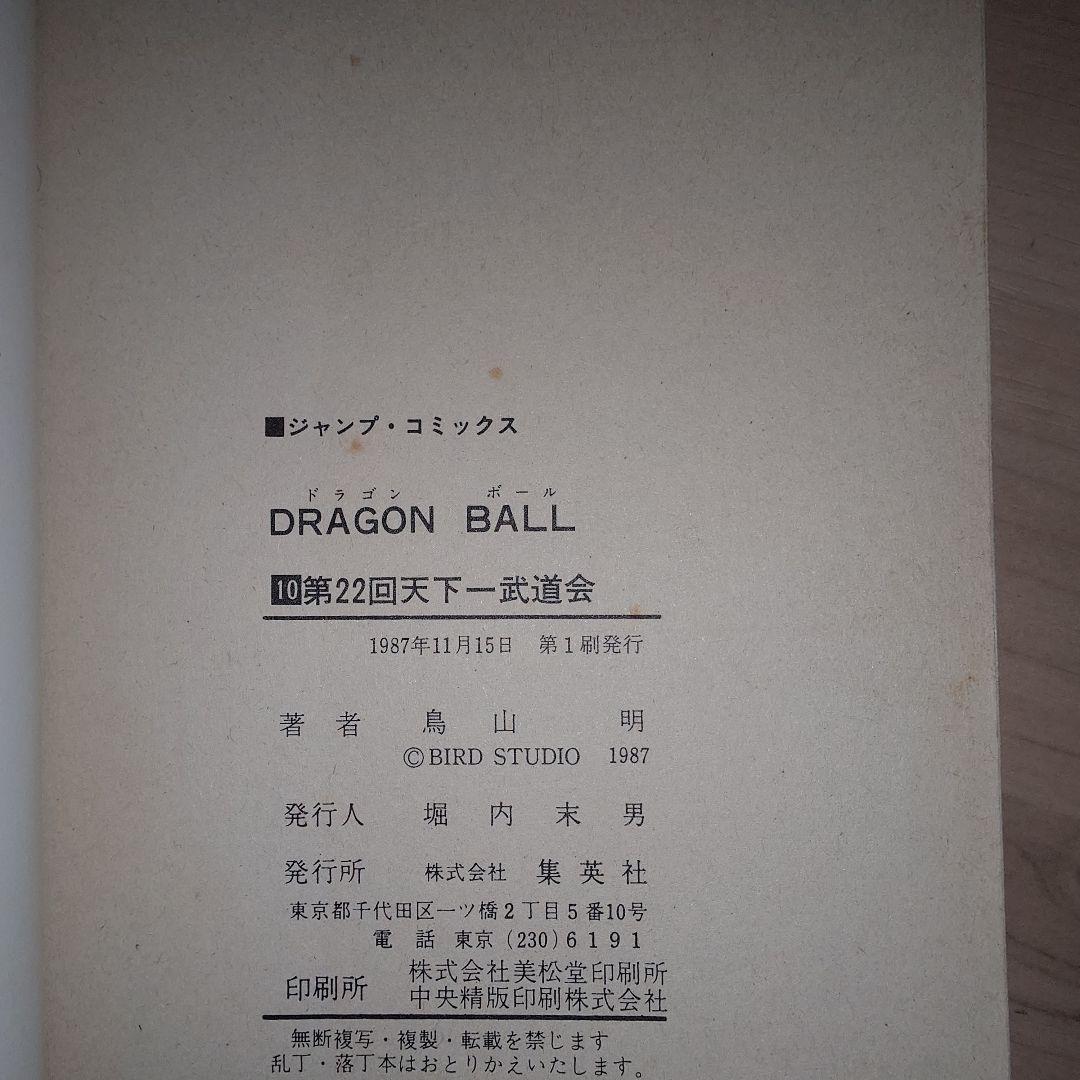 ■ジャンプ・コミックス
ドラゴン ボール
DRAGON BALL
10第22回天下一武道会
1987年11月15日 第1刷発行
著者 鳥山 明
©BIRD STUDIO 1987
発行人 堀内末男
発行所 株式会社 集英社
東京都千代田区一ツ橋2丁目5番10号
電話 東京(230)6191
印刷所 株式会社美松堂印刷所
中央精版印刷株式会社
無断複写・複製・転載を禁じます
乱丁・落丁本はおとりかえいたします。